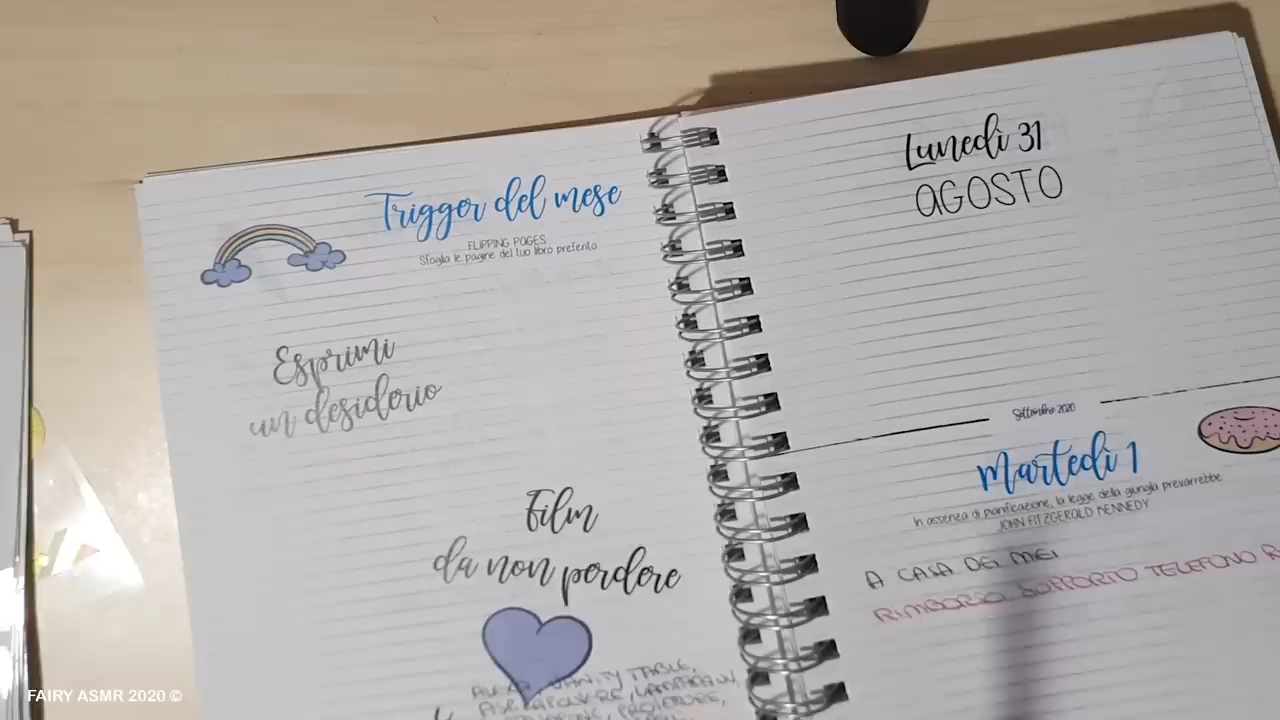 Trigger del mese
FLIPPING PAGES
Sfoglia le pagine del tuo libro preferito
Esprimi
un desiderio
Film
da non perdere
VANITY TABLE,
Lunedì 31
AGOSTO
Settembre 2020
Martedì 1
In assenza di pianificazione, la legge della giungla prevarrebbe
JOHN FITZGERALD KENNEDY
A CASA DEI MIEI
RIMBORSO SUPPORTO TELEFONO
FAIRY ASMR 2020 ©